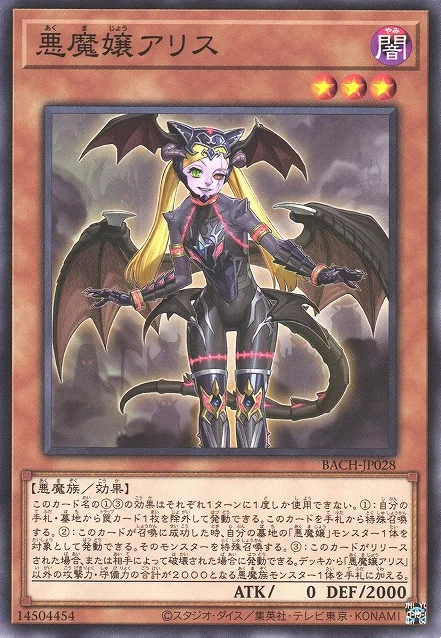 悪魔嬢アリス
闇
BACH-JP028
【悪魔族/効果】
このカード名の①③の効果はそれぞれ1ターンに1度しか使用できない。①:自分の
手札・墓地から罠カード1枚を除外して発動できる。このカードを手札から特殊召喚
する。②:このカードが召喚に成功した時、自分の墓地の「悪魔嬢」モンスター1体を
対象として発動できる。そのモンスターを特殊召喚する。③:このカードがリリース
された場合、または相手によって破壊された場合に発動できる。デッキから「悪魔嬢アリス」
以外の攻撃力・守備力の合計が2000となる悪魔族モンスター1体を手札に加える。
ATK/ 0 DEF/2000
14504454
©スタジオ・ダイス/集英社・テレビ東京・KONAMI